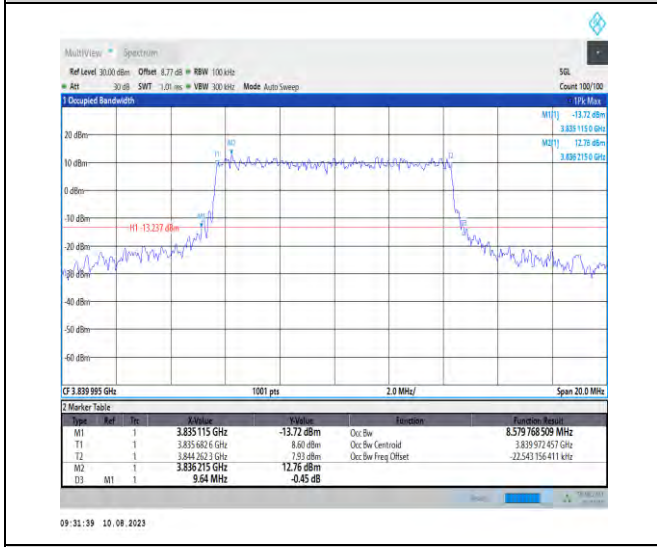 MultiView Spectrum
Ref Level 30.00 dBm Offset 8.77 dB RBW 100 kHz SGL
Att 30 dB SWT 1.01 ms VBW 300 kHz Mode Auto Sweep Count 100/100
1 Occupied Bandwidth 1Pk Max
M1[1] -13.72 dBm
3.835 115 0 GHz
M2[1] 12.76 dBm
3.836 215 0 GHz
20 dBm
M2
T1 T2
10 dBm
0 dBm
-10 dBm
M1
H1 -13.237 dBm
-20 dBm
-30 dBm
-40 dBm
-50 dBm
-60 dBm
CF 3.839 995 GHz 1001 pts 2.0 MHz/ Span 20.0 MHz
2 Marker Table
Type Ref Trc X-Value Y-Value Function Function Result
M1 1 3.835 115 GHz -13.72 dBm Occ Bw 8.579 768 509 MHz
T1 1 3.835 682 6 GHz 8.60 dBm Occ Bw Centroid 3.839 972 457 GHz
T2 1 3.844 262 3 GHz 7.93 dBm Occ Bw Freq Offset -22.543 156 411 kHz
M2 1 3.836 215 GHz 12.76 dBm
D3 M1 1 9.64 MHz -0.45 dB
09:31:39 10.08.2023